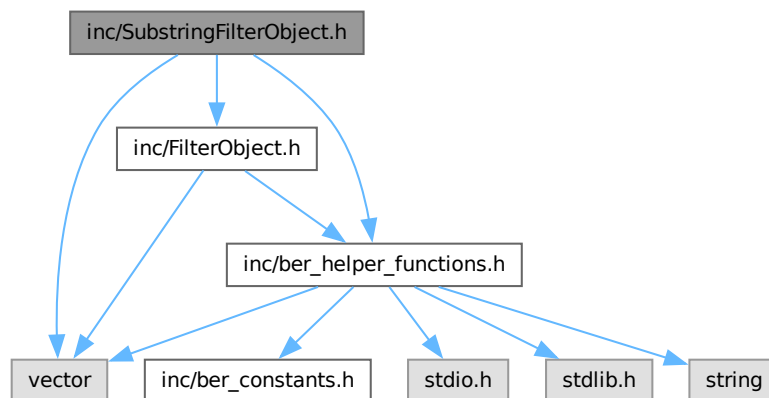 inc/SubstringFilterObject.h
inc/FilterObject.h
inc/ber_helper_functions.h
vector
inc/ber_constants.h
stdio.h
stdlib.h
string